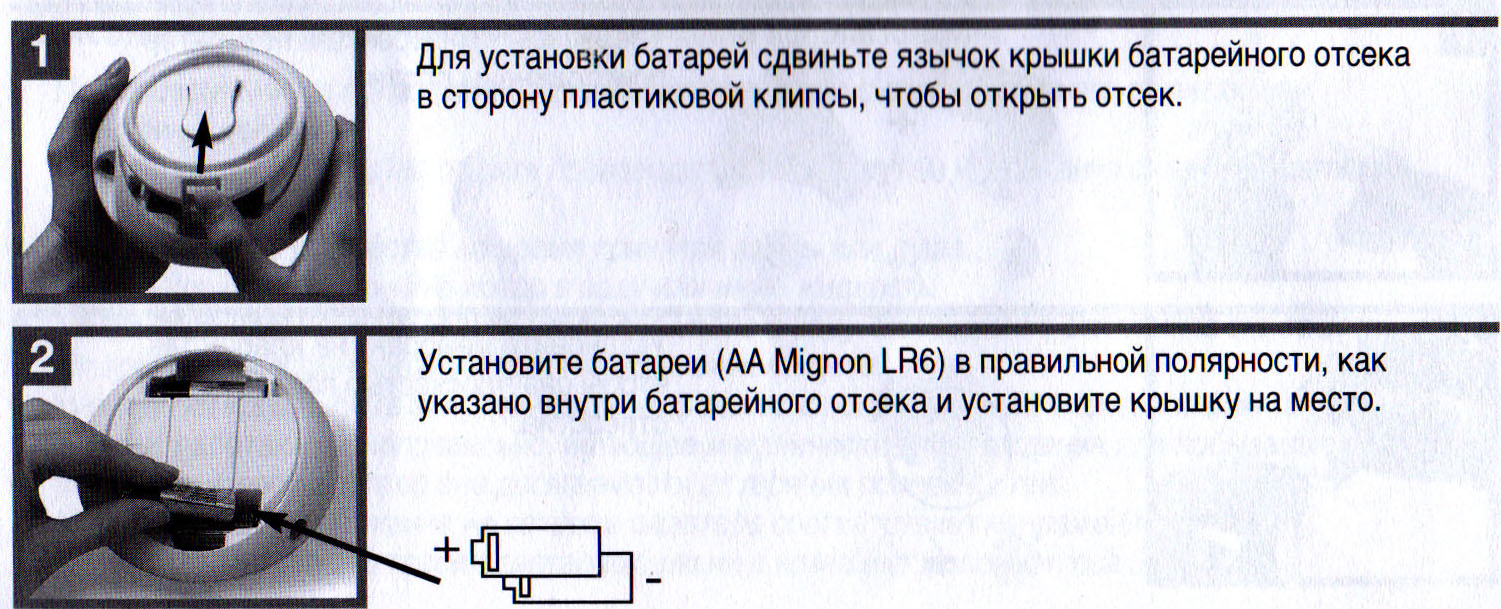 1
Для установки батарей сдвиньте язычок крышки батарейного отсека
в сторону пластиковой клипсы, чтобы открыть отсек.
2
Установите батареи (AA Mignon LR6) в правильной полярности, как
указано внутри батарейного отсека и установите крышку на место.
+
-